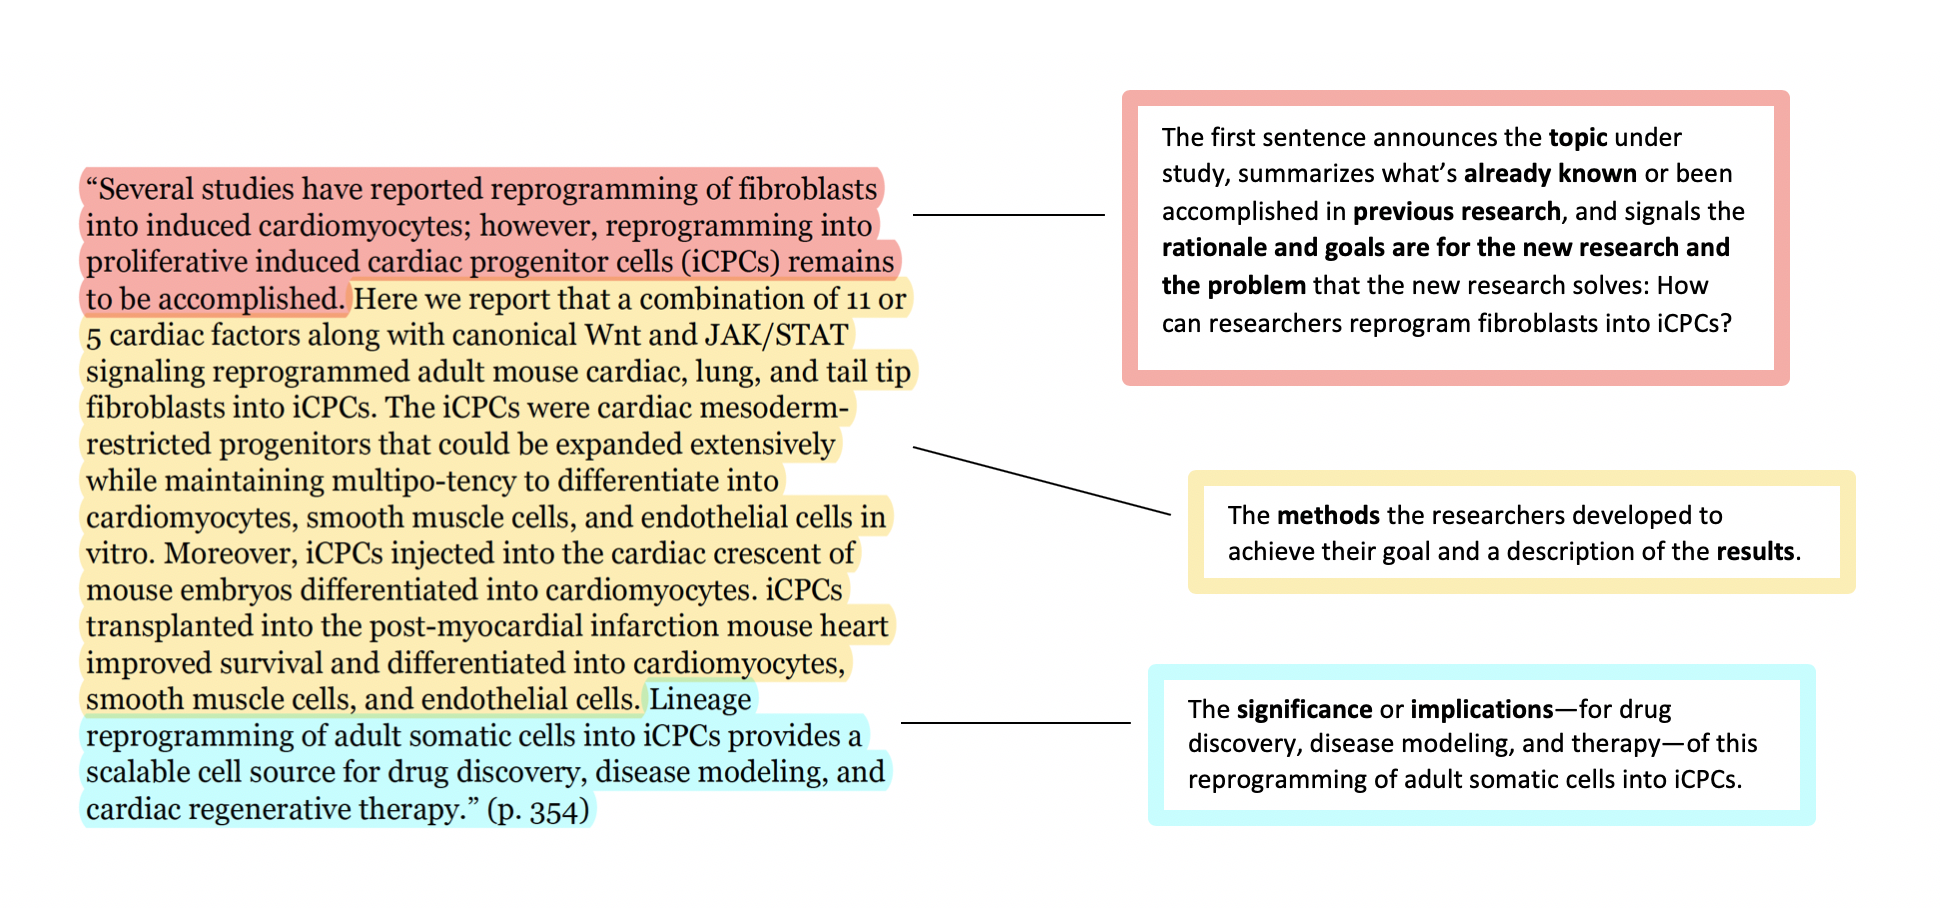 “Several studies have reported reprogramming of fibroblasts
into induced cardiomyocytes; however, reprogramming into
proliferative induced cardiac progenitor cells (iCPCs) remains
to be accomplished. Here we report that a combination of 11 or
5 cardiac factors along with canonical Wnt and JAK/STAT
signaling reprogrammed adult mouse cardiac, lung, and tail tip
fibroblasts into iCPCs. The iCPCs were cardiac mesoderm-
restricted progenitors that could be expanded extensively
while maintaining multipo-tency to differentiate into
cardiomyocytes, smooth muscle cells, and endothelial cells in
vitro. Moreover, iCPCs injected into the cardiac crescent of
mouse embryos differentiated into cardiomyocytes. iCPCs
transplanted into the post-myocardial infarction mouse heart
improved survival and differentiated into cardiomyocytes,
smooth muscle cells, and endothelial cells. Lineage
reprogramming of adult somatic cells into iCPCs provides a
scalable cell source for drug discovery, disease modeling, and
cardiac regenerative therapy.” (p. 354)
The first sentence announces the topic under
study, summarizes what’s already known or been
accomplished in previous research, and signals the
rationale and goals are for the new research and
the problem that the new research solves: How
can researchers reprogram fibroblasts into iCPCs?
The methods the researchers developed to
achieve their goal and a description of the results.
The significance or implications—for drug
discovery, disease modeling, and therapy—of this
reprogramming of adult somatic cells into iCPCs.